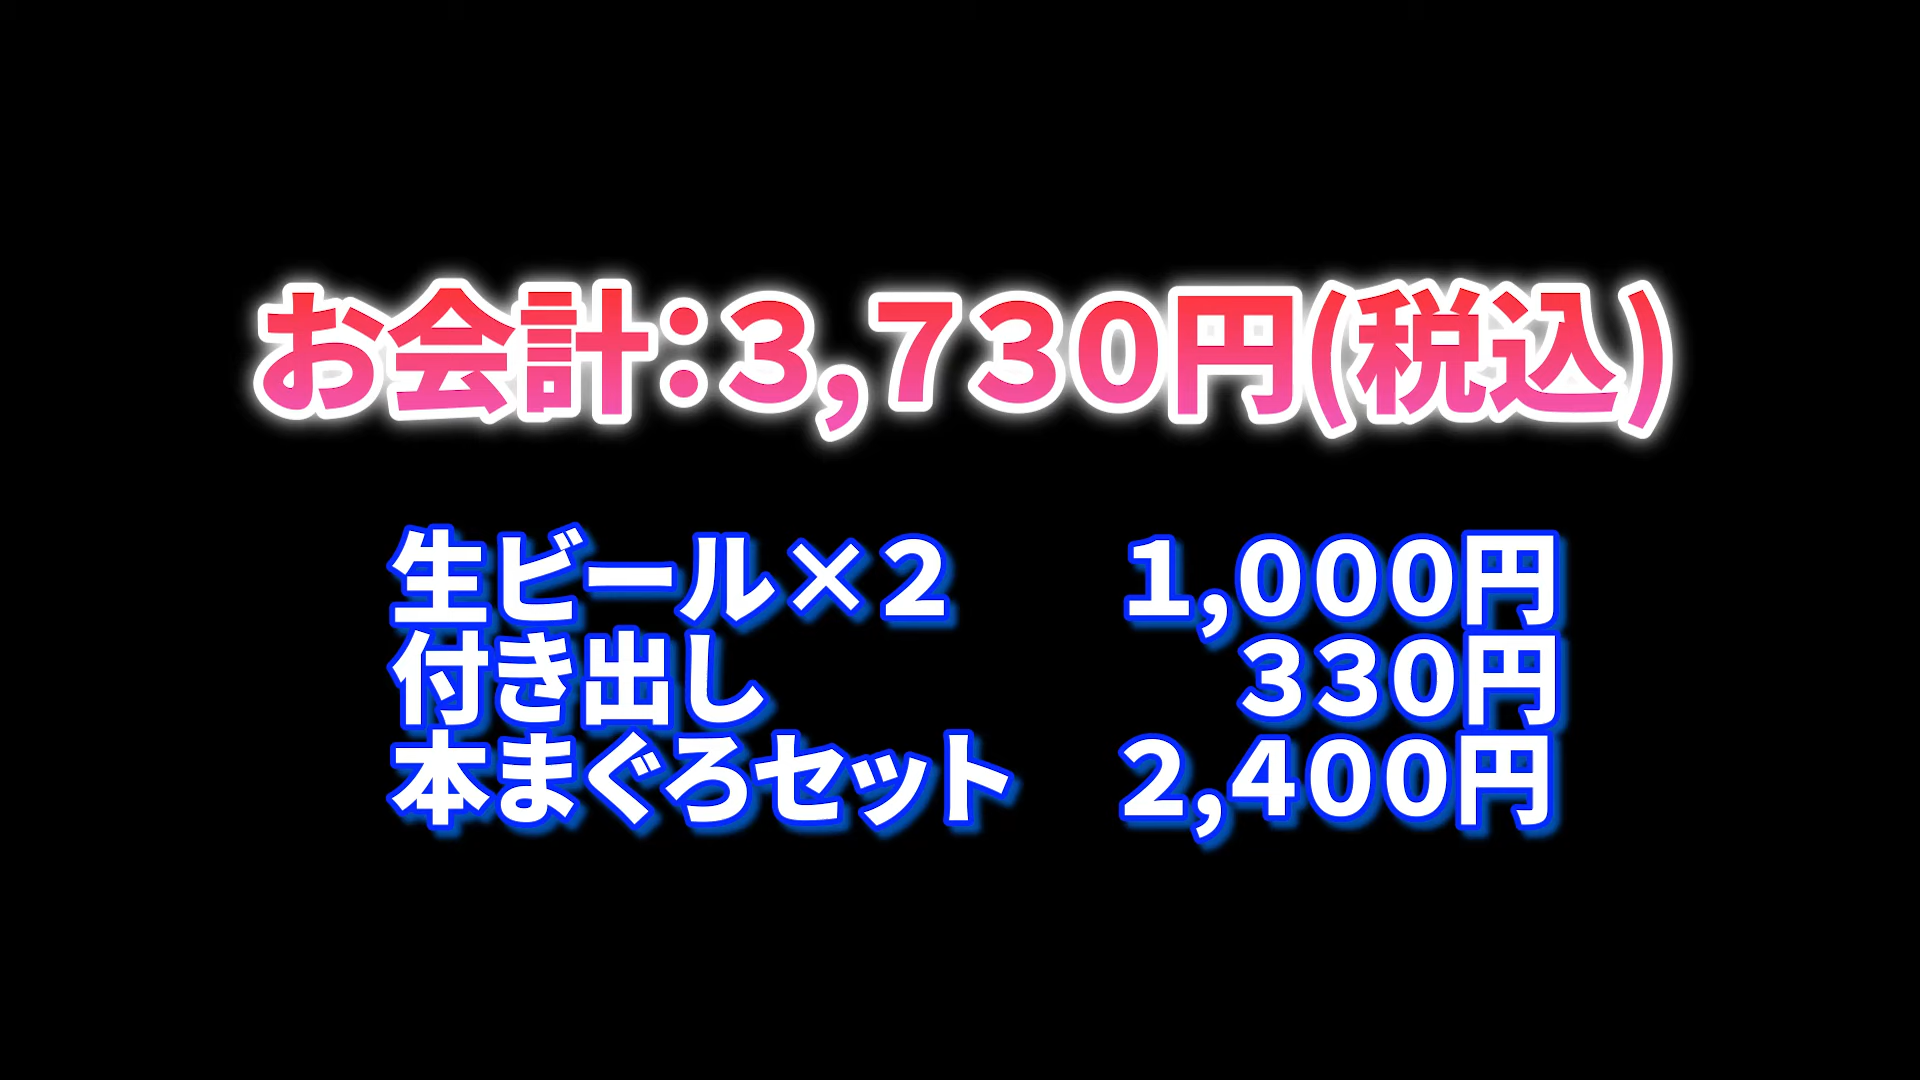 お会計:3,730円(税込)
生ビール×2 1,000円
付き出し 330円
本まぐろセット 2,400円